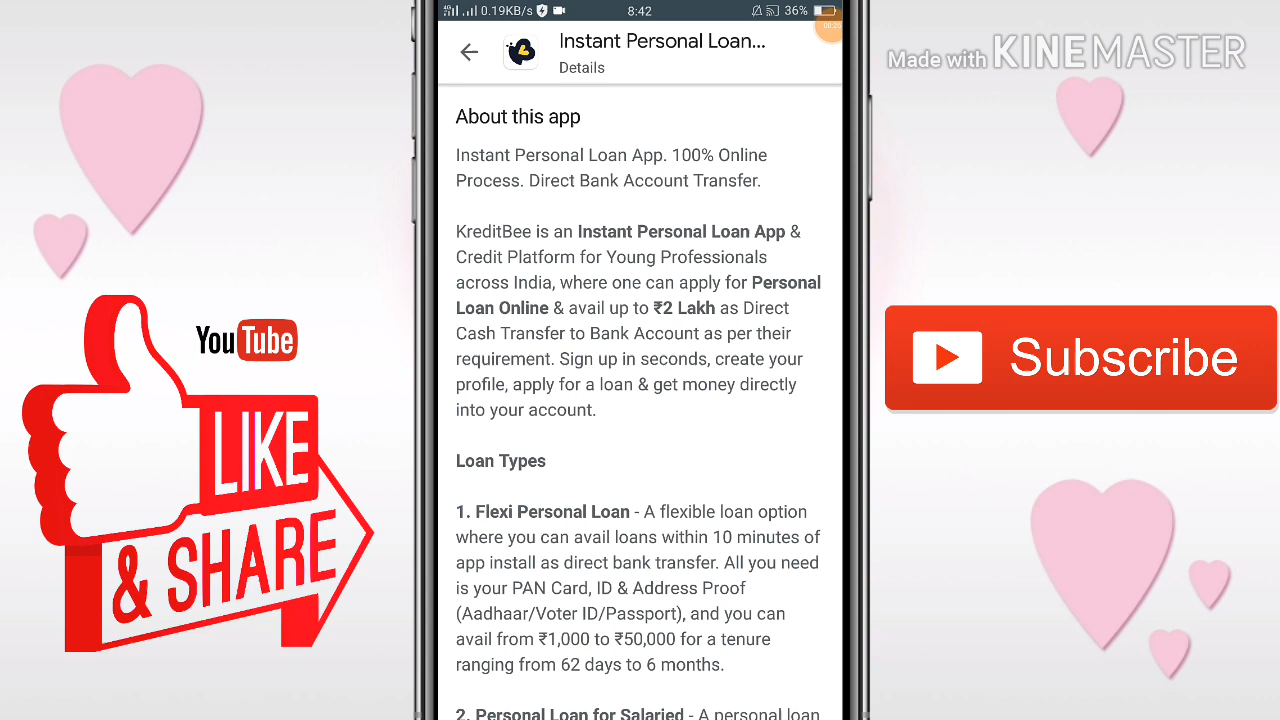 0.19KB/s
8:42
36%
Made with KINEMASTER
Instant Personal Loan...
Details
About this app
Instant Personal Loan App. 100% Online
Process. Direct Bank Account Transfer.
KreditBee is an Instant Personal Loan App &
Credit Platform for Young Professionals
across India, where one can apply for Personal
Loan Online & avail up to ₹2 Lakh as Direct
Cash Transfer to Bank Account as per their
requirement. Sign up in seconds, create your
profile, apply for a loan & get money directly
into your account.
Loan Types
1. Flexi Personal Loan - A flexible loan option
where you can avail loans within 10 minutes of
app install as direct bank transfer. All you need
is your PAN Card, ID & Address Proof
(Aadhaar/Voter ID/Passport), and you can
avail from ₹1,000 to ₹50,000 for a tenure
ranging from 62 days to 6 months.
2. Personal Loan for Salaried - A personal loan
YouTube
LIKE
& SHARE
Subscribe